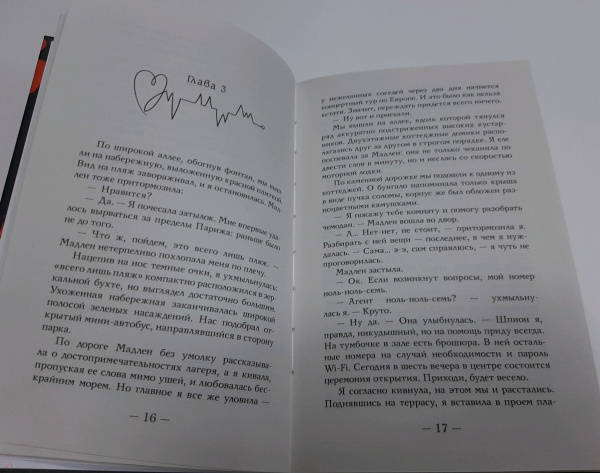 Глава 3
По широкой аллее, обогнув фонтан, мы выш-
ли на набережную, выложенную красной плиткой.
Вид на пляж завораживал, и я остановилась. Мад-
лен тоже притормозила:
— Нравится?
— Да. — Я почесала затылок. Мне впервые уда-
лось вырваться за пределы Парижа: раньше было
не до того.
— Что ж, пойдем, это всего лишь пляж. —
Мадлен нетерпеливо похлопала меня по плечу.
Нацепив на нос темные очки, я ухмыльнулась:
«всего лишь пляж» компактно расположился в зер-
кальной бухте, но выглядел достаточно большим.
Ухоженная набережная заканчивалась широкой
полосой зеленых насаждений. Нас подобрал от-
крытый мини-автобус, направлявшийся в сторону
парка.
По дороге Мадлен без умолку рассказыва-
ла о достопримечательностях лагеря, а я кивала,
пропуская ее слова мимо ушей, и любовалась бес-
крайним морем. Но главное я все же уловила —
— 16 —
у нежеланных соседей через два дня начнется
концертный тур по Европе. И это было как нельзя
кстати. Значит, переждать придется всего ничего.
— Ну вот и приехали.
Мы вышли на аллее, вдоль которой тянулся
ряд аккуратно подстриженных высоких кустар-
ников. Двухэтажные коттеджные домики распо-
лагались друг за другом в строгом порядке. Я еле
поспевала за Мадлен: она не только чеканила по
двести слов в минуту, но и неслась со скоростью
моторной лодки.
По каменной дорожке мы подошли к одному из
коттеджей. О бунгало напоминала только крыша
в виде пучка соломы, корпус же был обложен раз-
ноцветными камушками.
— Я покажу тебе комнату и помогу разобрать
чемодан. — Мадлен вошла во двор.
— А... Нет-нет, не стоит, — притормозила я.
Разбирать с ней вещи — последнее, в чем я нуж-
далась. — Сама... э-э, сам справлюсь, — я чуть не
проговорилась.
Мадлен застыла.
— Ок. Если возникнут вопросы, мой номер
ноль-ноль-семь.
— Агент ноль-ноль-семь? — ухмыльну-
лась я. — Круто.
— Ну да. — Она улыбнулась. — Шпион я,
правда, никудышный, но на помощь приду всегда.
На тумбочке в зале есть брошюра. В ней осталь-
ные номера на случай необходимости и пароль
Wi-Fi. Сегодня в шесть вечера в центре состоится
церемония открытия. Приходи, будет весело.
Я согласно кивнула, на этом мы и расстались.
Поднявшись на террасу, я вставила в проем пла-
— 17 —